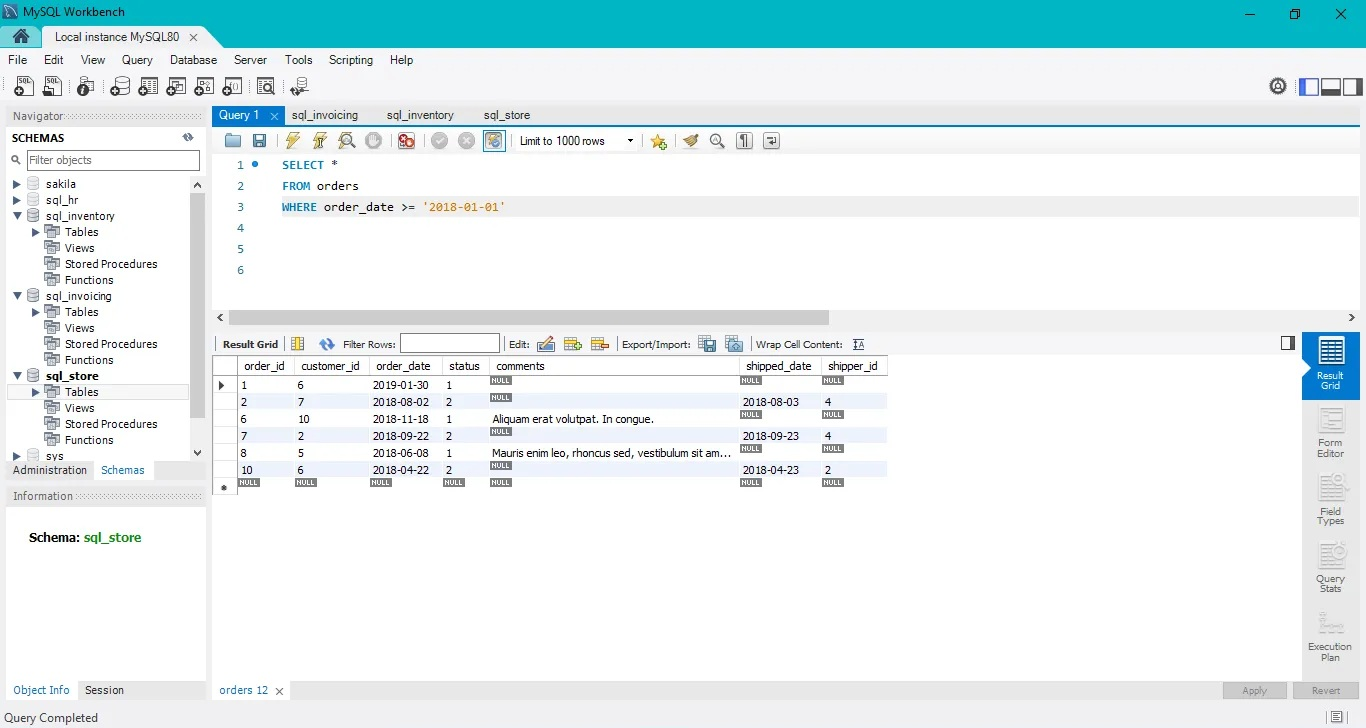 MySQL Workbench
Local instance MySQL80
File Edit View Query Database Server Tools Scripting Help
Navigator
SCHEMAS
Filter objects
sakila
sql_hr
sql_inventory
Tables
Views
Stored Procedures
Functions
sql_invoicing
Tables
Views
Stored Procedures
Functions
sql_store
Tables
Views
Stored Procedures
Functions
sys
Administration Schemas
Information
Schema: sql_store
Object Info Session
Query 1 sql_invoicing sql_inventory sql_store
Limit to 1000 rows
1 SELECT *
2 FROM orders
3 WHERE order_date >= '2018-01-01'
4
5
6
Result Grid Filter Rows: Edit: Export/Import: Wrap Cell Content:
order_id customer_id order_date status comments shipped_date shipper_id
1 6 2019-01-30 1 NULL NULL NULL
2 7 2018-08-02 2 NULL 2018-08-03 4
6 10 2018-11-18 1 Aliquam erat volutpat. In congue. NULL NULL
7 2 2018-09-22 2 NULL 2018-09-23 4
8 5 2018-06-08 1 Mauris enim leo, rhoncus sed, vestibulum sit am... NULL NULL
10 6 2018-04-22 2 NULL 2018-04-23 2
NULL NULL NULL NULL NULL NULL NULL
Result
Grid
Form
Editor
Field
Types
Query
Stats
Execution
Plan
orders 12
Apply Revert
Query Completed